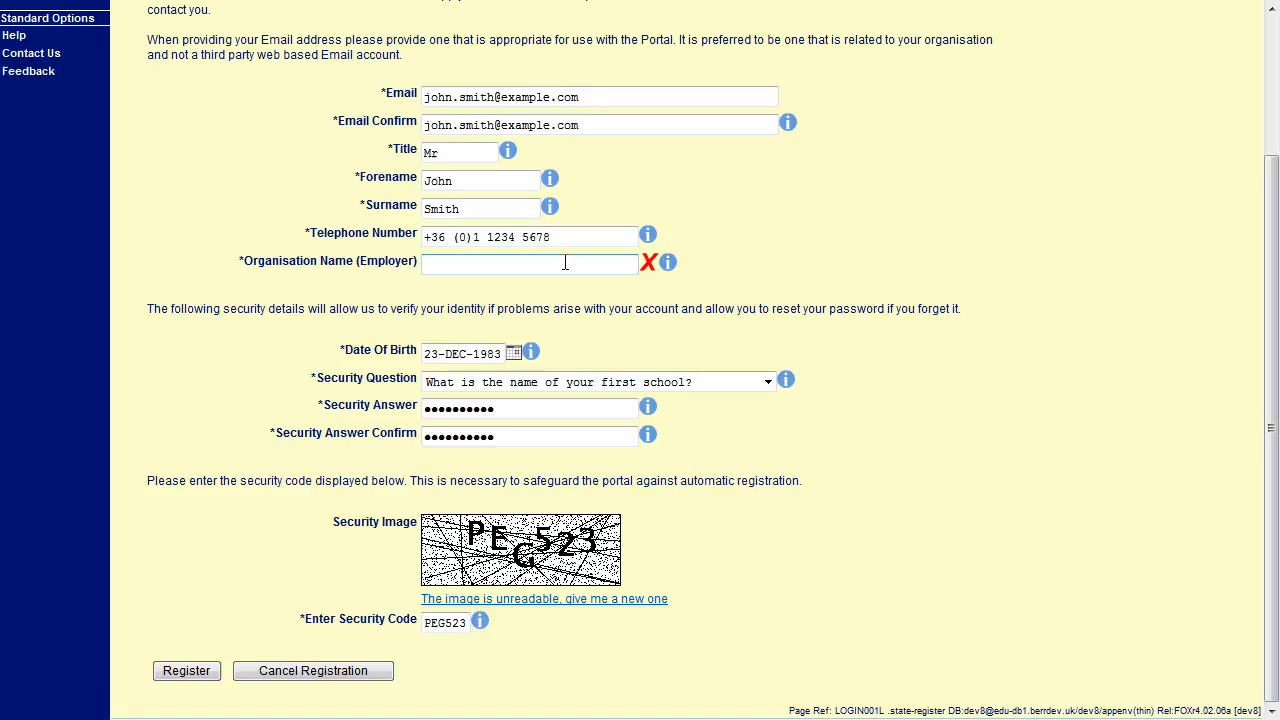 Standard Options
Help
Contact Us
Feedback
contact you.
When providing your Email address please provide one that is appropriate for use with the Portal. It is preferred to be one that is related to your organisation
and not a third party web based Email account.
*Email john.smith@example.com
*Email Confirm john.smith@example.com
*Title Mr
*Forename John
*Surname Smith
*Telephone Number +36 (0)1 1234 5678
*Organisation Name (Employer)
The following security details will allow us to verify your identity if problems arise with your account and allow you to reset your password if you forget it.
*Date Of Birth 23-DEC-1983
*Security Question What is the name of your first school?
*Security Answer ●●●●●●●●●●
*Security Answer Confirm ●●●●●●●●●●
Please enter the security code displayed below. This is necessary to safeguard the portal against automatic registration.
Security Image PEG523
The image is unreadable, give me a new one
*Enter Security Code PEG523
Register Cancel Registration
Page Ref: LOGIN001L .state-register DB:dev8@edu-db1.berrdev.uk/dev8/appenv(thin) Rel:FOXr4.02.06a [dev8]